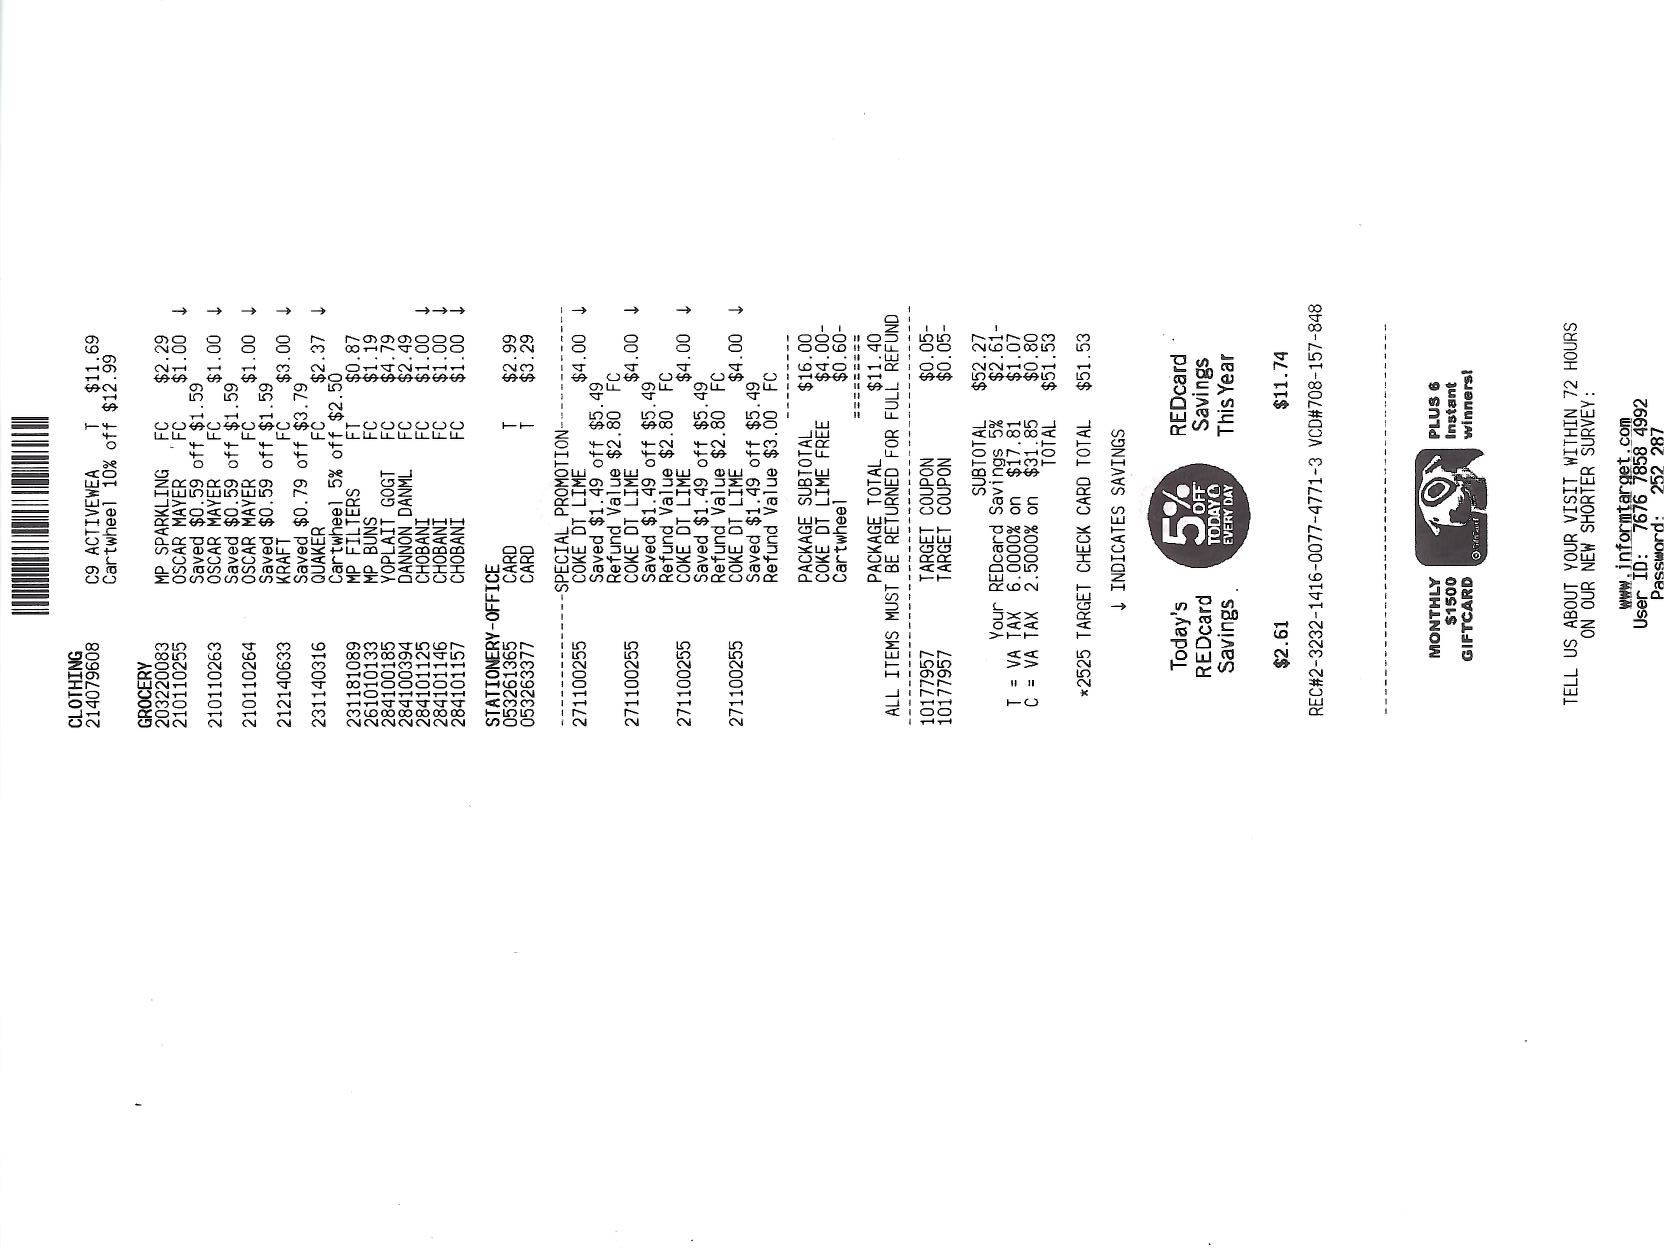 CLOTHING
214079608 C9 ACTIVEWEA T $11.69
Cartwheel 10% off $12.99
GROCERY
203220083 MP SPARKLING FC $2.29
210110255 OSCAR MAYER FC $1.00 ↓
Saved $0.59 off $1.59
210110263 OSCAR MAYER FC $1.00 ↓
Saved $0.59 off $1.59
210110264 OSCAR MAYER FC $1.00 ↓
Saved $0.59 off $1.59
212140633 KRAFT FC $3.00 ↓
Saved $0.79 off $3.79
231140316 QUAKER FC $2.37 ↓
Cartwheel 5% off $2.50
231181089 MP FILTERS FT $0.87
261010133 MP BUNS FC $1.19
284100185 YOPLAIT GOGT FC $4.79
284100394 DANNON DANML FC $2.49
284101125 CHOBANI FC $1.00 ↓
284101146 CHOBANI FC $1.00 ↓
284101157 CHOBANI FC $1.00 ↓
STATIONERY-OFFICE
053261365 CARD T $2.99
053263377 CARD T $3.29
---------------SPECIAL PROMOTION---------------
271100255 COKE DT LIME $4.00 ↓
Saved $1.49 off $5.49
Refund Value $2.80 FC
271100255 COKE DT LIME $4.00 ↓
Saved $1.49 off $5.49
Refund Value $2.80 FC
271100255 COKE DT LIME $4.00 ↓
Saved $1.49 off $5.49
Refund Value $2.80 FC
271100255 COKE DT LIME $4.00 ↓
Saved $1.49 off $5.49
Refund Value $3.00 FC
PACKAGE SUBTOTAL $16.00
COKE DT LIME FREE $4.00-
Cartwheel $0.60-
PACKAGE TOTAL $11.40
ALL ITEMS MUST BE RETURNED FOR FULL REFUND
10177957 TARGET COUPON $0.05-
10177957 TARGET COUPON $0.05-
SUBTOTAL $52.27
Your REDcard Savings 5% $2.61-
T = VA TAX 6.0000% on $17.81 $1.07
C = VA TAX 2.5000% on $31.85 $0.80
TOTAL $51.53
*2525 TARGET CHECK CARD TOTAL $51.53
↓ INDICATES SAVINGS
Today's REDcard Savings
5% OFF TODAY & EVERY DAY
REDcard Savings This Year
$2.61 $11.74
REC#2-3232-1416-0077-4771-3 VCD#708-157-848
MONTHLY $1500 GIFTCARD
PLUS 6 Instant winners!
TELL US ABOUT YOUR VISIT WITHIN 72 HOURS
ON OUR NEW SHORTER SURVEY:
www.informtarget.com
User ID: 7676 7858 4992
Password: 252 287